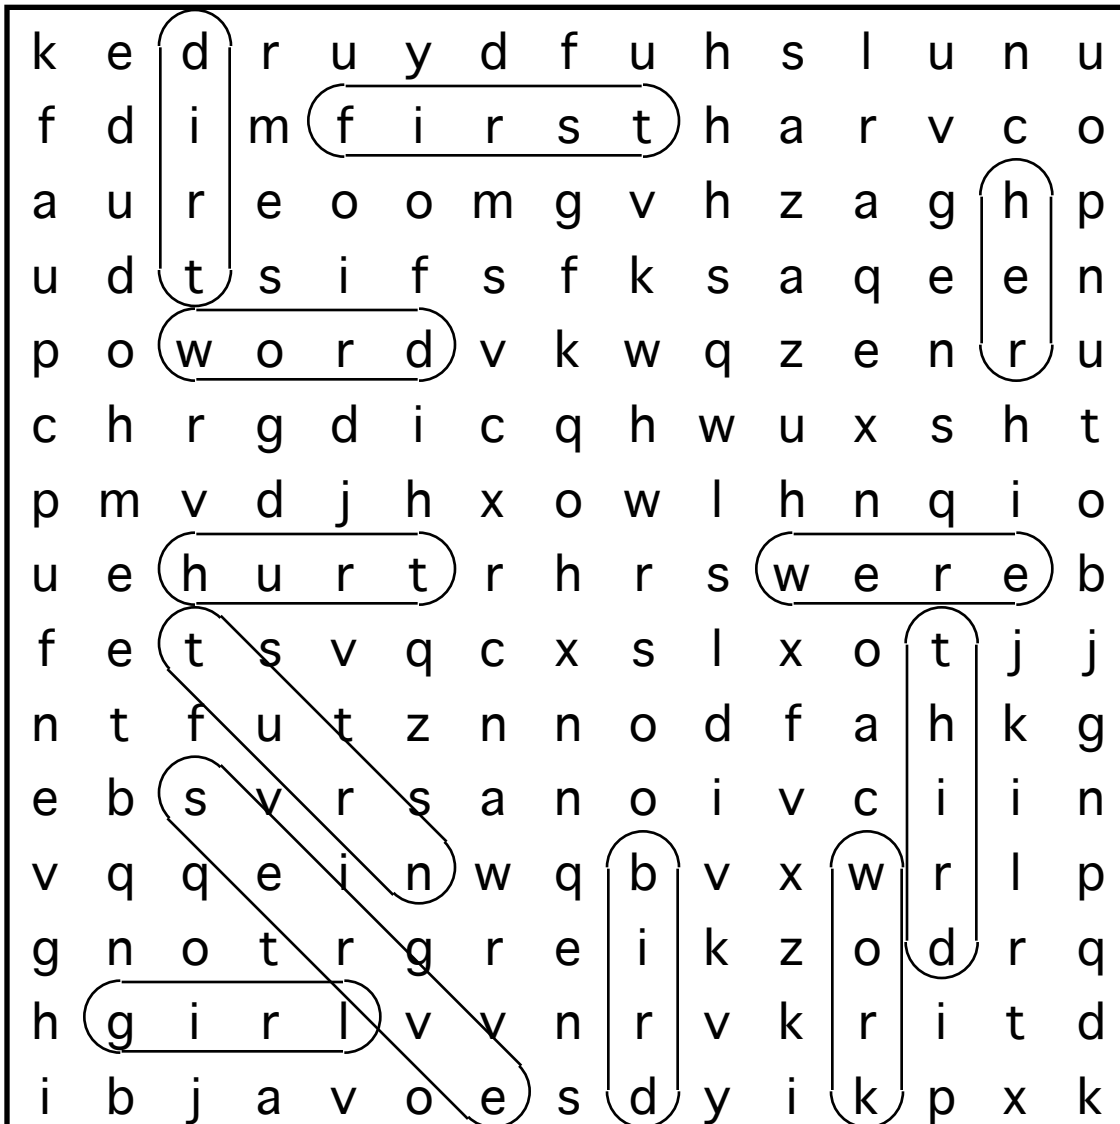 k e d r u y d f u h s l u n u
f d i m f i r s t h a r v c o
a u r e o o m g v h z a g h p
u d t s i f s f k s a q e e n
p o w o r d v k w q z e n r u
c h r g d i c q h w u x s h t
p m v d j h x o w l h n q i o
u e h u r t r h r s w e r e b
f e t s v q c x s l x o t j j
n t f u t z n n o d f a h k g
e b s v r s a n o i v c i i n
v q q e i n w q b v x w r l p
g n o t r g r e i k z o d r q
h g i r l v v n r v k r i t d
i b j a v o e s d y i k p x k